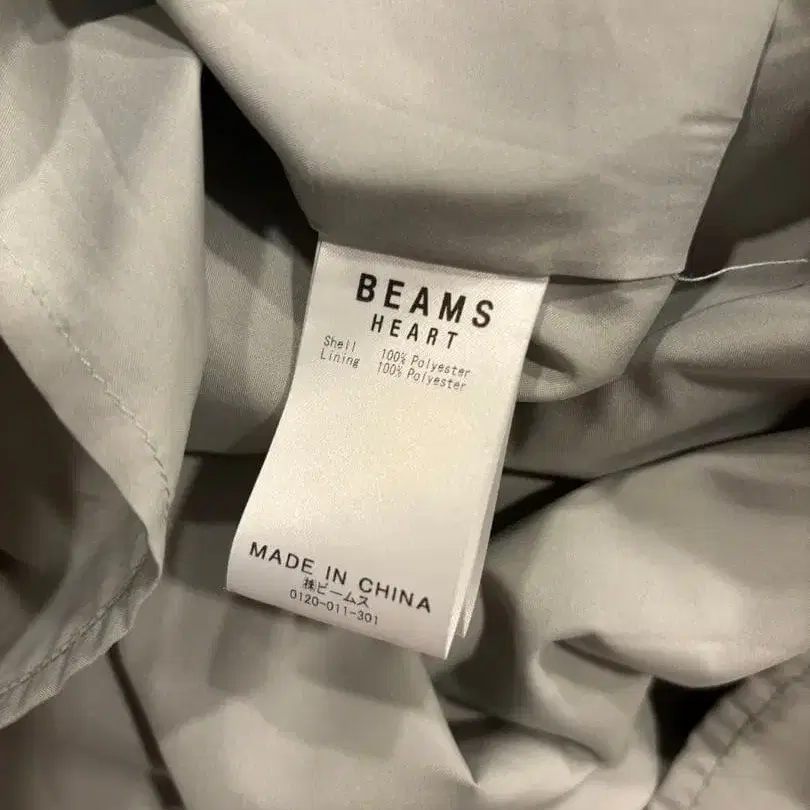 BEAMS
HEART
Shell 100% Polyester
Lining 100% Polyester
MADE IN CHINA
㈱ビームス
0120-011-301